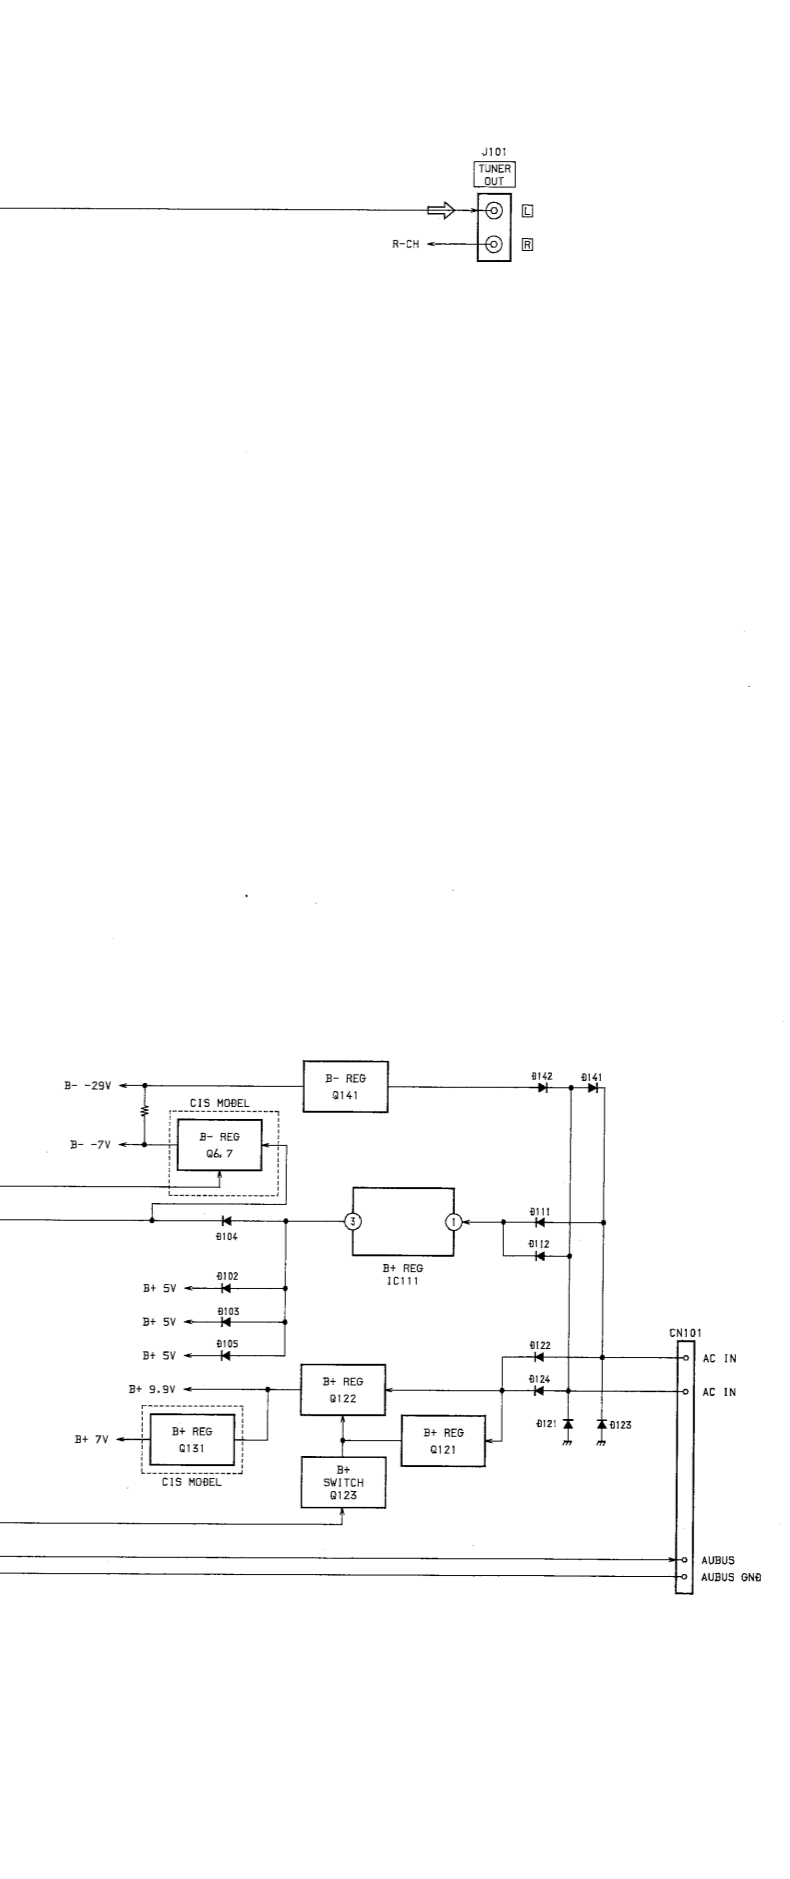 J101
TUNER
OUT
L
R-CH
R
B- -29V
B- REG
Q141
D142
D141
CIS MODEL
B- -7V
B- REG
Q6,7
D104
3
1
B+ REG
IC111
D111
D112
B+ 5V
D102
B+ 5V
D103
B+ 5V
D105
CN101
D122
AC IN
B+ 9.9V
B+ REG
Q122
D124
AC IN
B+ 7V
B+ REG
Q131
CIS MODEL
B+ REG
Q121
D121
D123
B+
SWITCH
Q123
AUBUS
AUBUS GND